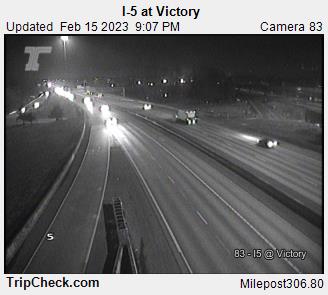 I-5 at Victory
Updated Feb 15 2023 9:07 PM Camera 83
T
S
83 - I5 @ Victory
TripCheck.com Milepost306.80